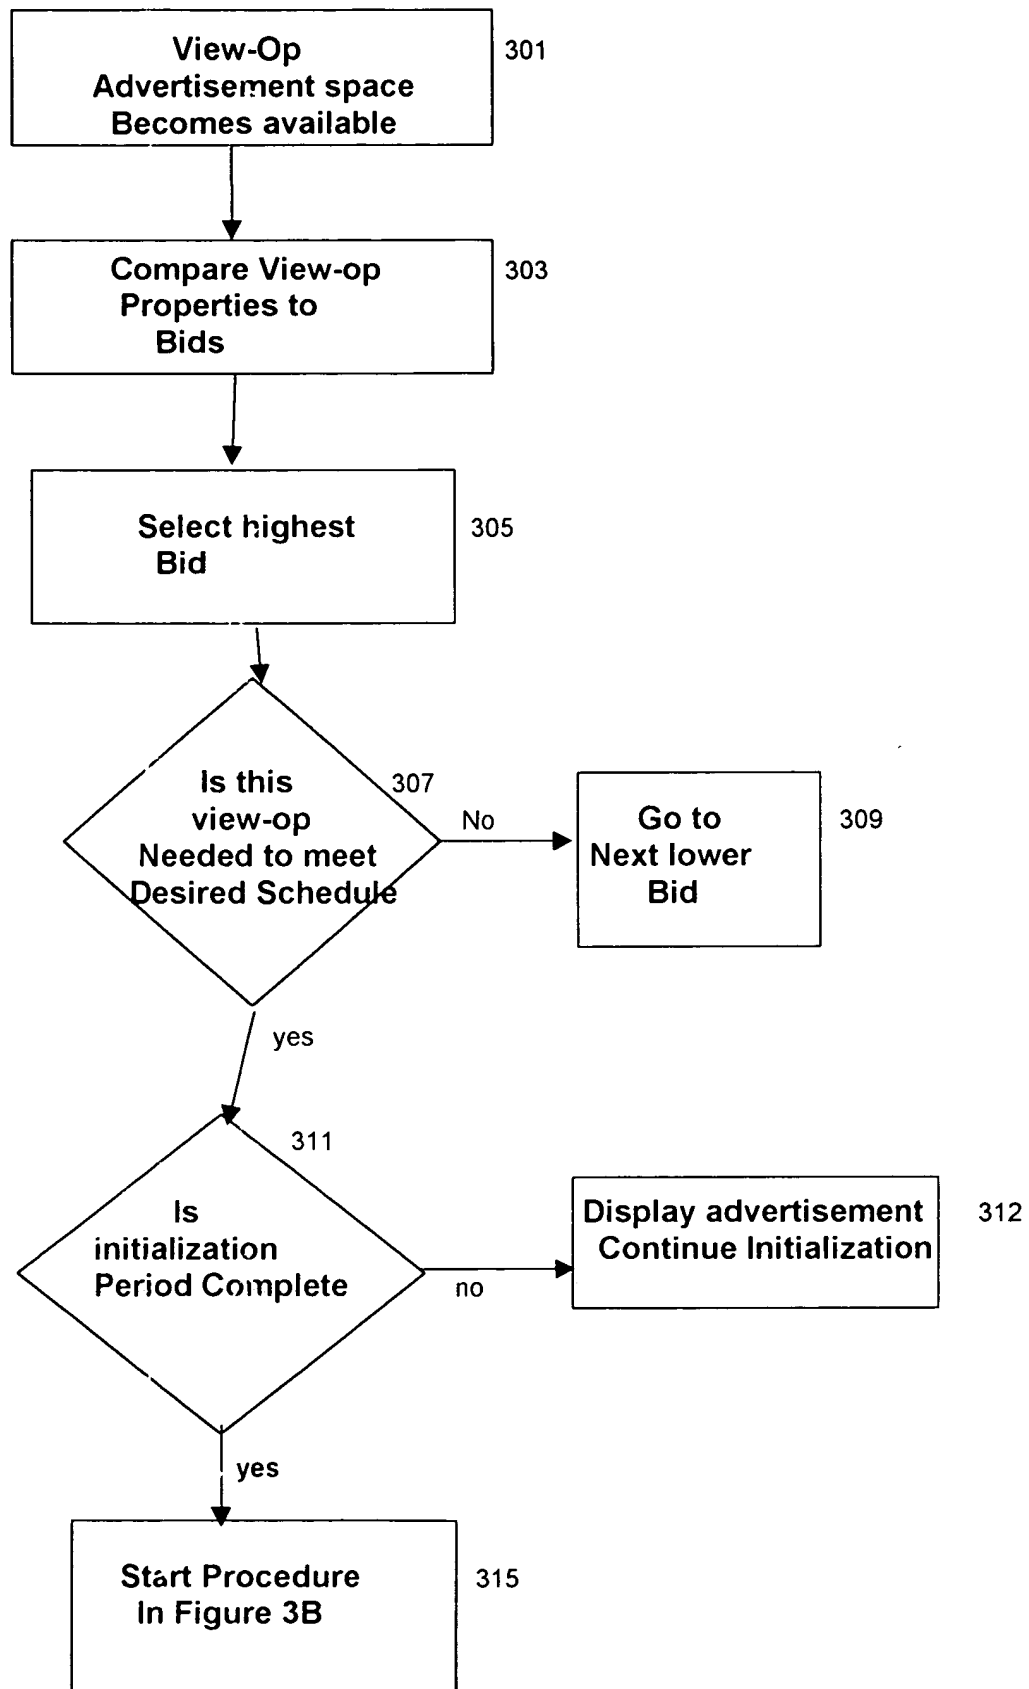 View-Op
Advertisement space
Becomes available
301
Compare View-op
Properties to
Bids
303
Select highest
Bid
305
Is this
view-op
Needed to meet
Desired Schedule
307
No
Go to
Next lower
Bid
309
yes
311
Is
initialization
Period Complete
no
Display advertisement
Continue Initialization
312
yes
Start Procedure
In Figure 3B
315